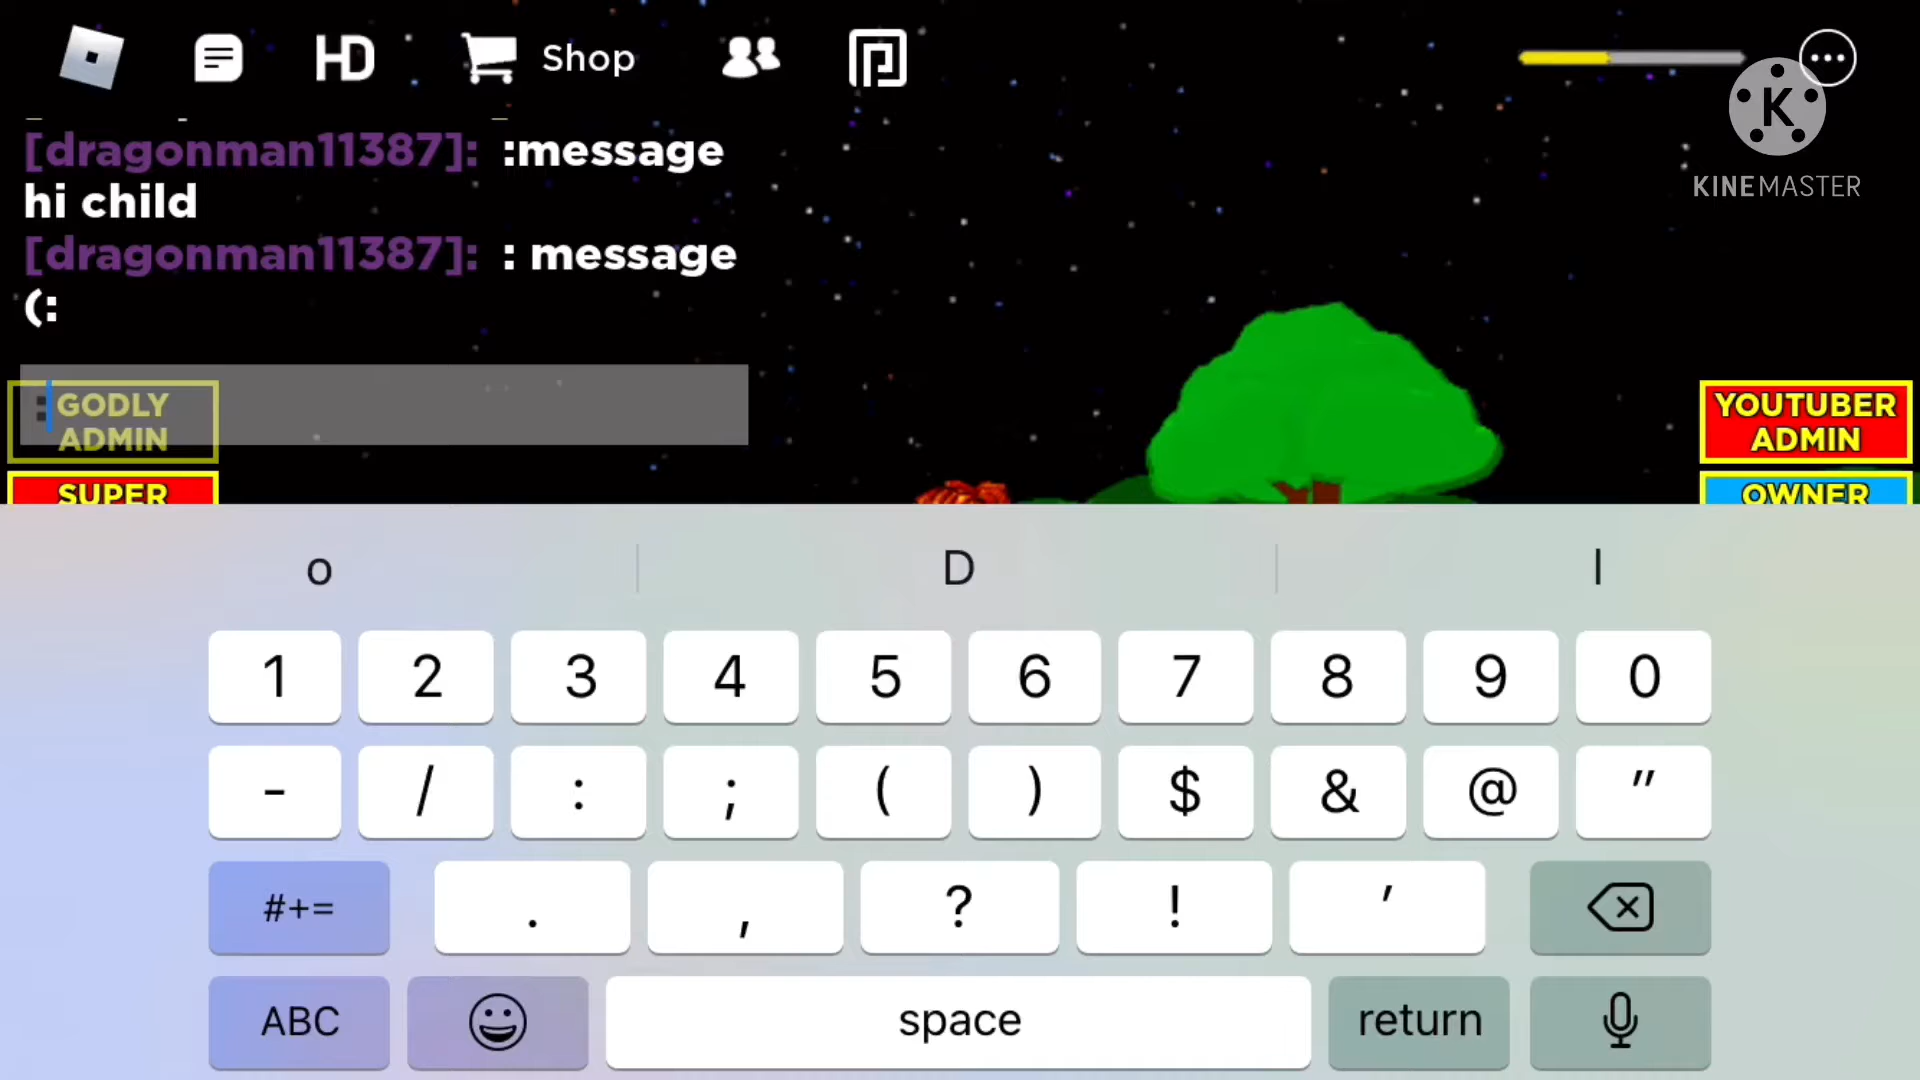 HD Shop
K
KINEMASTER
[dragonman11387]: :message
hi child
[dragonman11387]: : message
(:
:
GODLY
ADMIN
SUPER
YOUTUBER
ADMIN
OWNER
o D I
1 2 3 4 5 6 7 8 9 0
- / : ; ( ) $ & @ "
#+= . , ? ! '
ABC space return